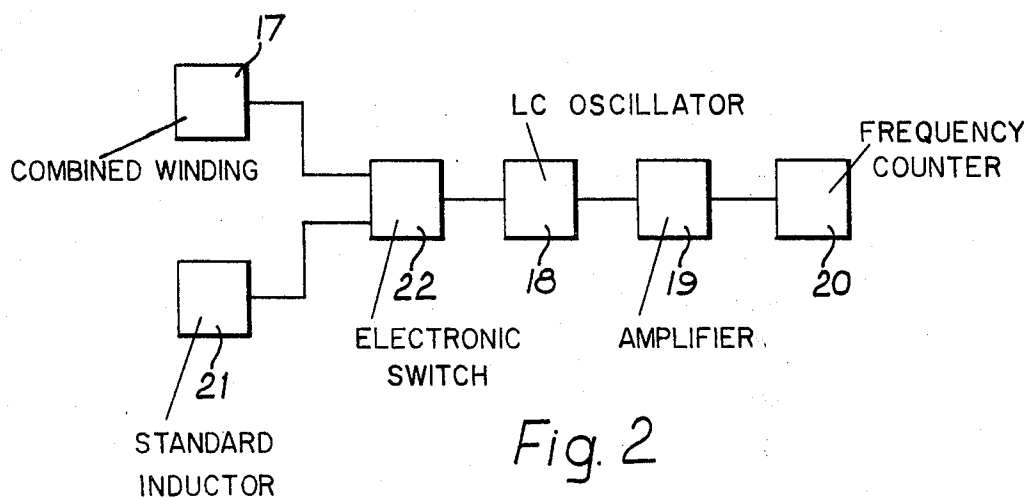 17
COMBINED WINDING
LC OSCILLATOR
FREQUENCY
COUNTER
22
18
19
20
ELECTRONIC
SWITCH
AMPLIFIER
21
STANDARD
INDUCTOR
Fig. 2